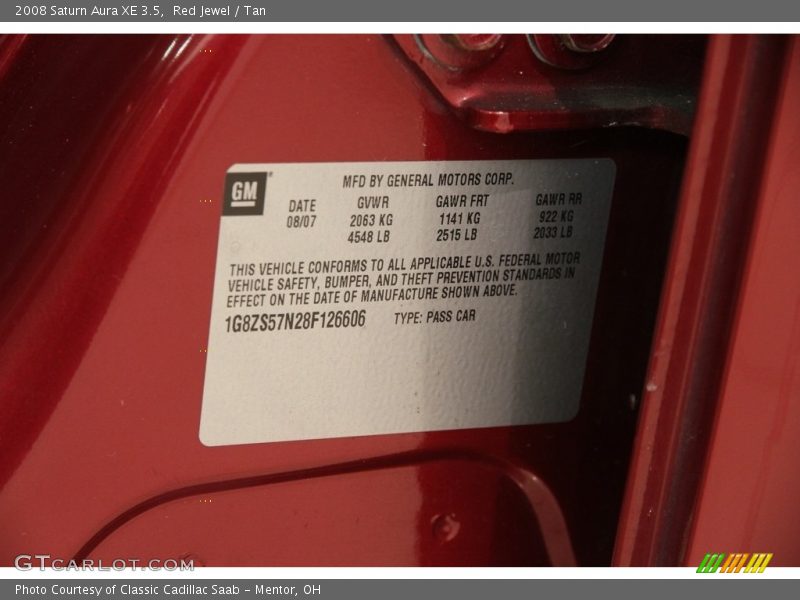 2008 Saturn Aura XE 3.5, Red Jewel / Tan
GM
MFD BY GENERAL MOTORS CORP.
DATE GVWR GAWR FRT GAWR RR
08/07 2063 KG 1141 KG 922 KG
4548 LB 2515 LB 2033 LB
THIS VEHICLE CONFORMS TO ALL APPLICABLE U.S. FEDERAL MOTOR
VEHICLE SAFETY, BUMPER, AND THEFT PREVENTION STANDARDS IN
EFFECT ON THE DATE OF MANUFACTURE SHOWN ABOVE.
1G8ZS57N28F126606 TYPE: PASS CAR
GTCARLOT.COM
Photo Courtesy of Classic Cadillac Saab - Mentor, OH